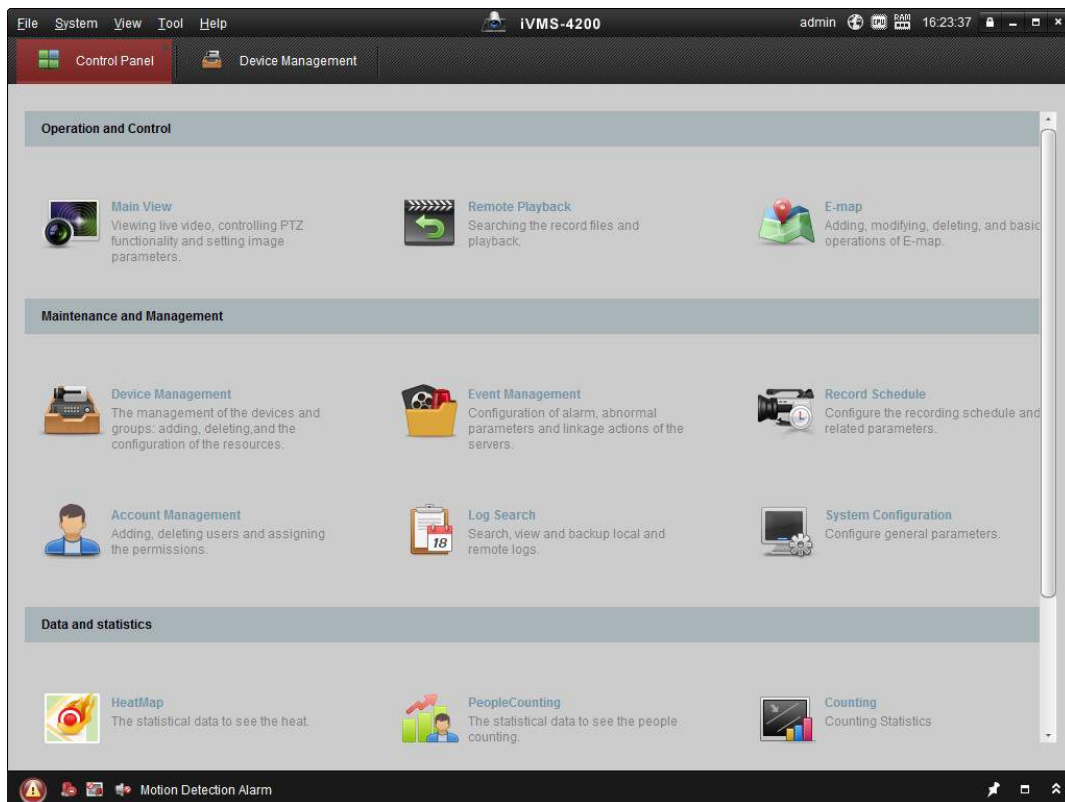 File System View Tool Help iVMS-4200 admin CPU RAM 16:23:37
Control Panel Device Management
Operation and Control
Main View
Viewing live video, controlling PTZ
functionality and setting image
parameters.
Remote Playback
Searching the record files and
playback.
E-map
Adding, modifying, deleting, and basic
operations of E-map.
Maintenance and Management
Device Management
The management of the devices and
groups: adding, deleting,and the
configuration of the resources.
Event Management
Configuration of alarm, abnormal
parameters and linkage actions of the
servers.
Record Schedule
Configure the recording schedule and
related parameters.
Account Management
Adding, deleting users and assigning
the permissions.
18
Log Search
Search, view and backup local and
remote logs.
System Configuration
Configure general parameters.
Data and statistics
HeatMap
The statistical data to see the heat.
PeopleCounting
The statistical data to see the people
counting.
Counting
Counting Statistics
Motion Detection Alarm